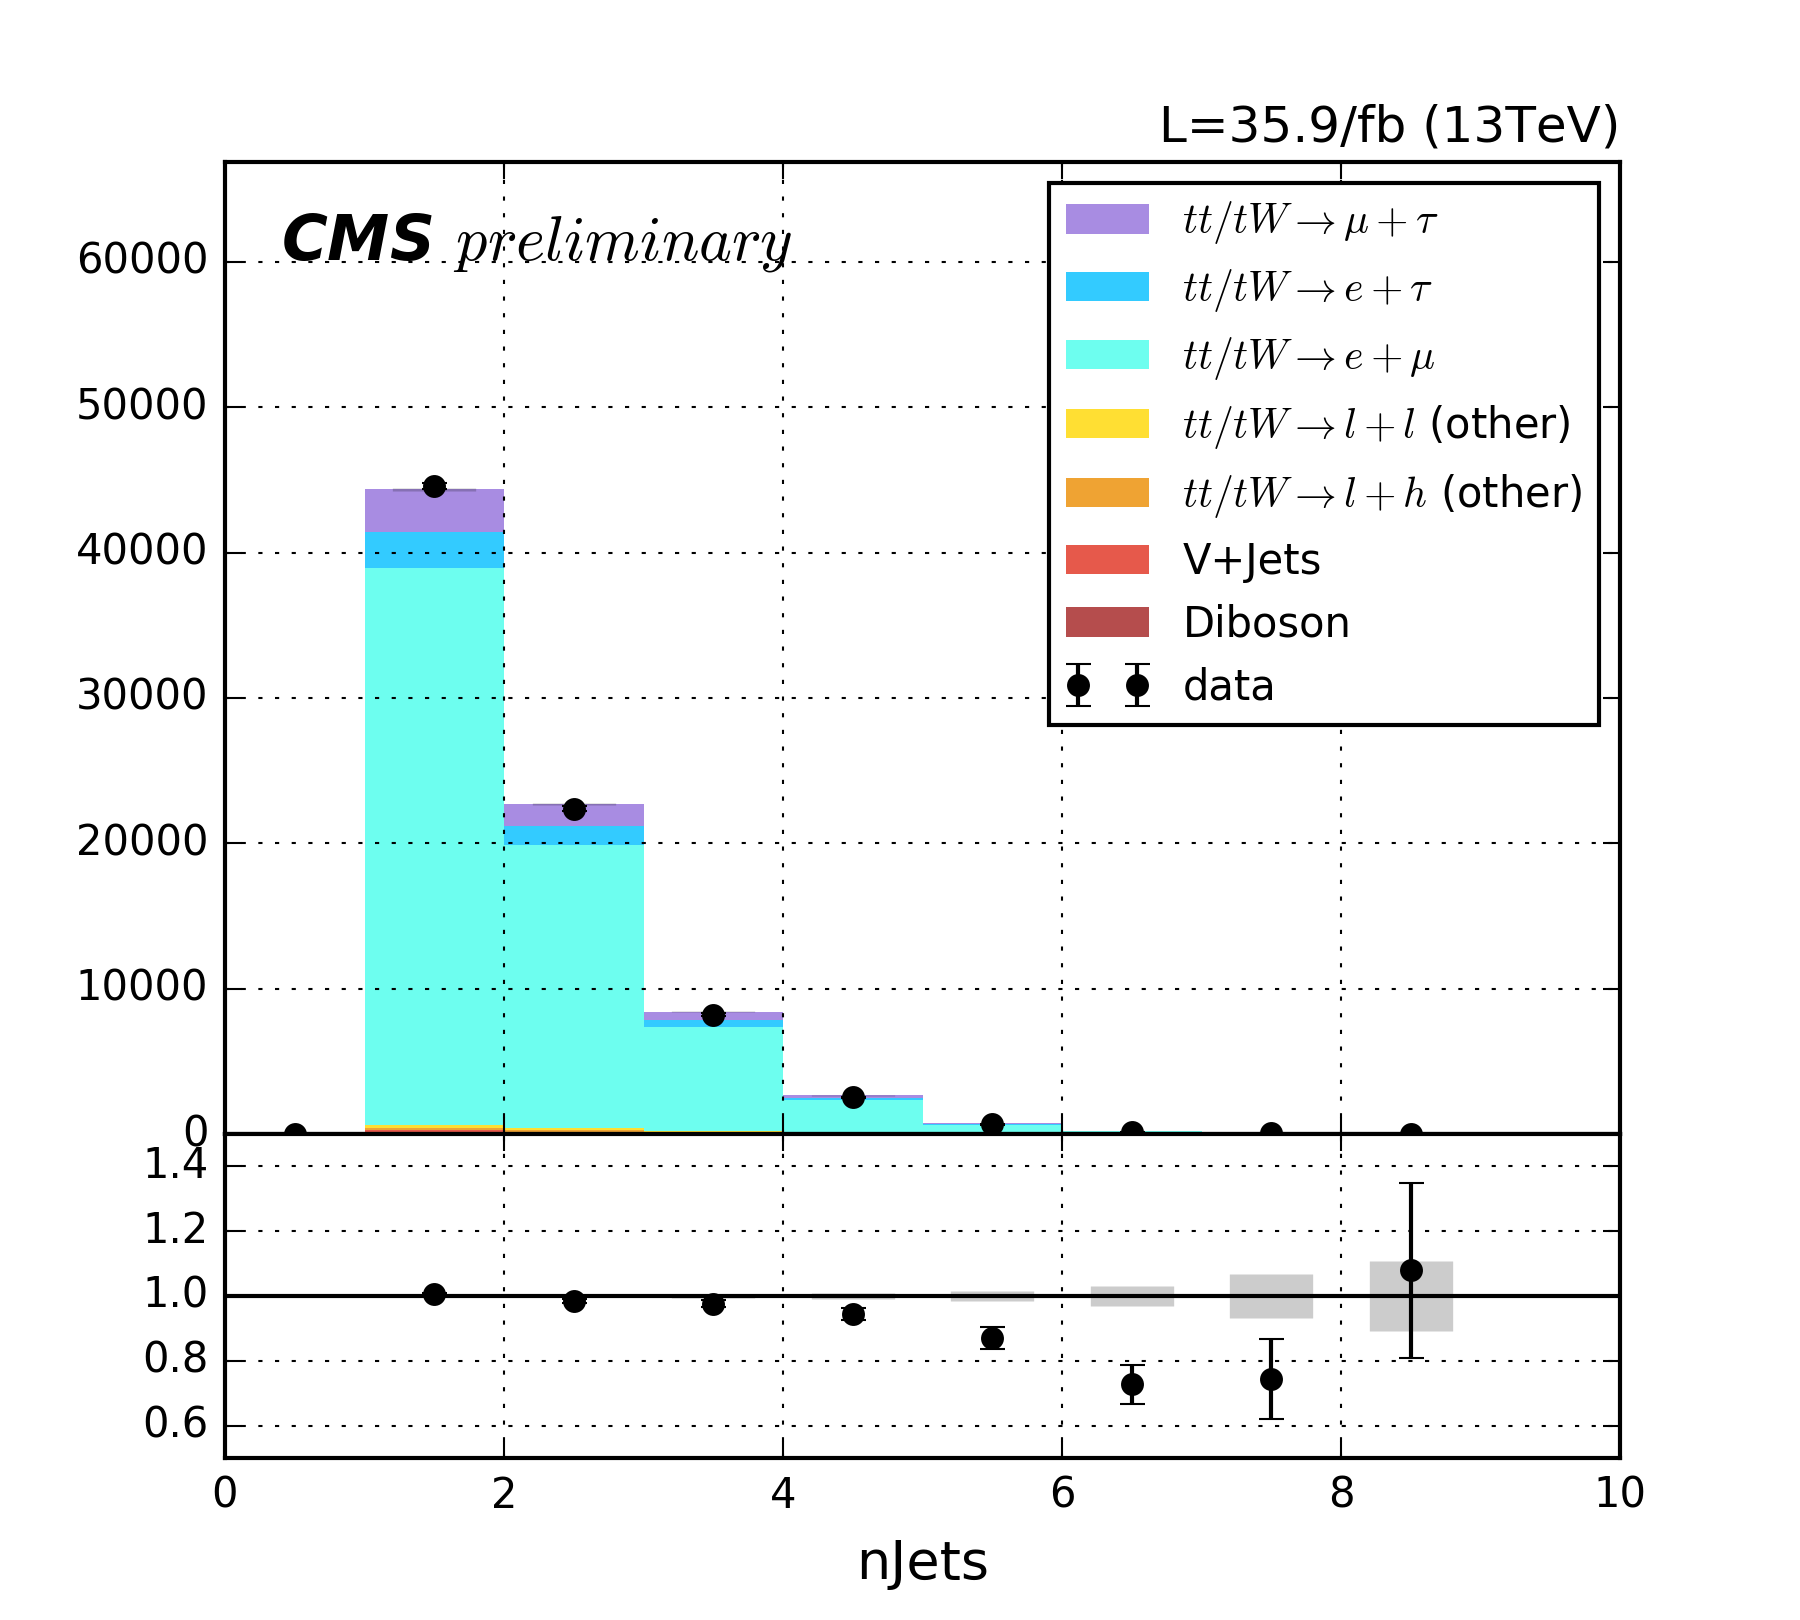 L=35.9/fb (13TeV)
CMS preliminary
60000
50000
40000
30000
20000
10000
0
tt/tW→μ+τ
tt/tW→e+τ
tt/tW→e+μ
tt/tW→l+l (other)
tt/tW→l+h (other)
V+Jets
Diboson
data
1.4
1.2
1.0
0.8
0.6
0 2 4 6 8 10
nJets